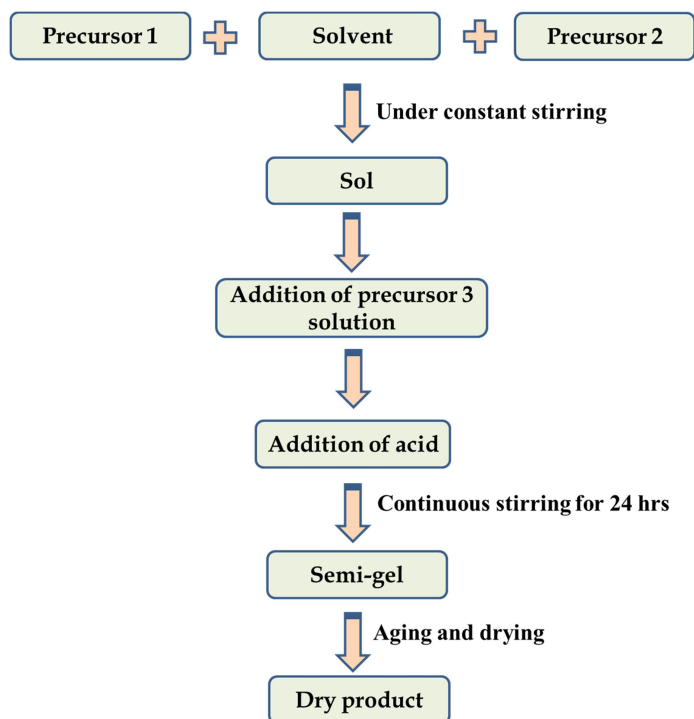 Precursor 1
Solvent
Precursor 2
Under constant stirring
Sol
Addition of precursor 3
solution
Addition of acid
Continuous stirring for 24 hrs
Semi-gel
Aging and drying
Dry product